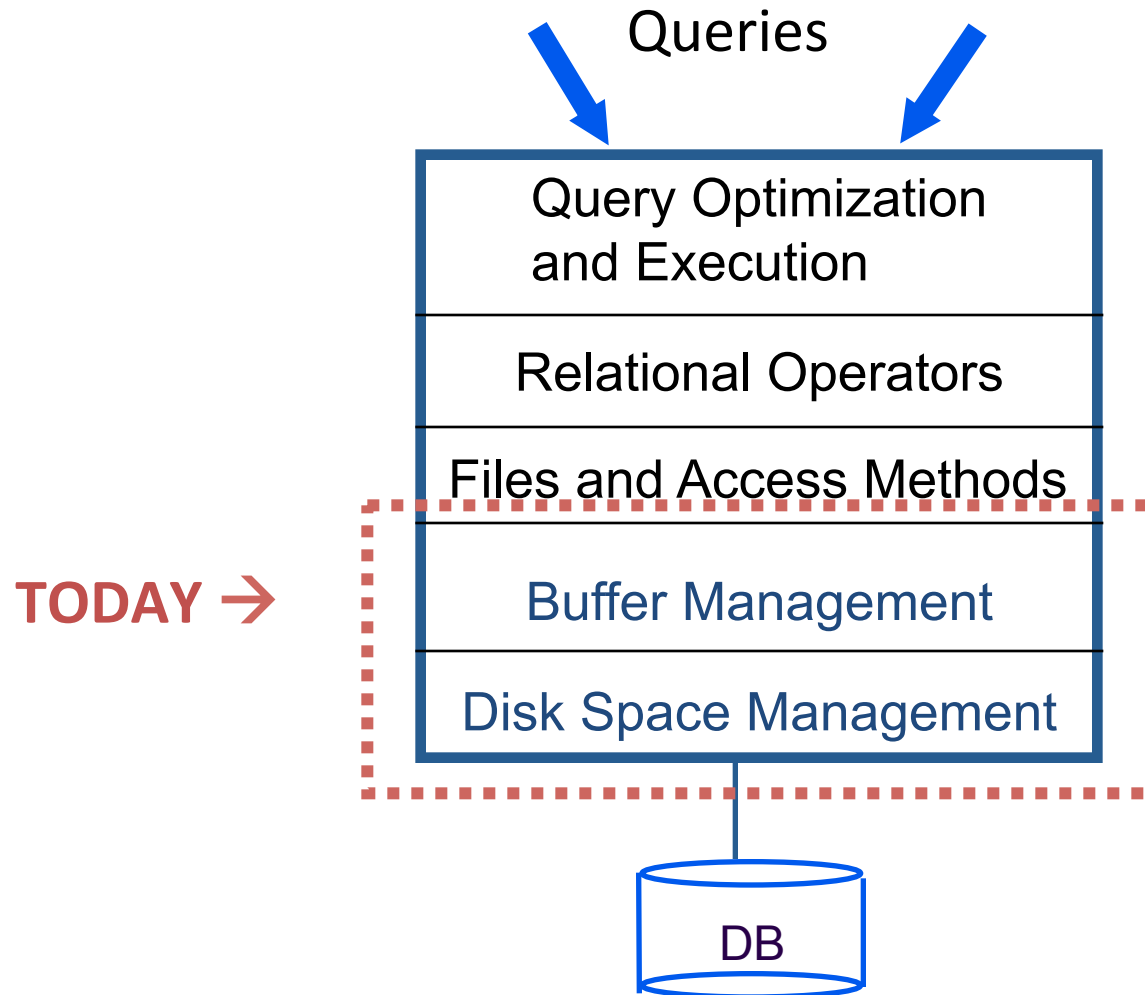 Queries
Query Optimization
and Execution
Relational Operators
Files and Access Methods
TODAY →
Buffer Management
Disk Space Management
DB